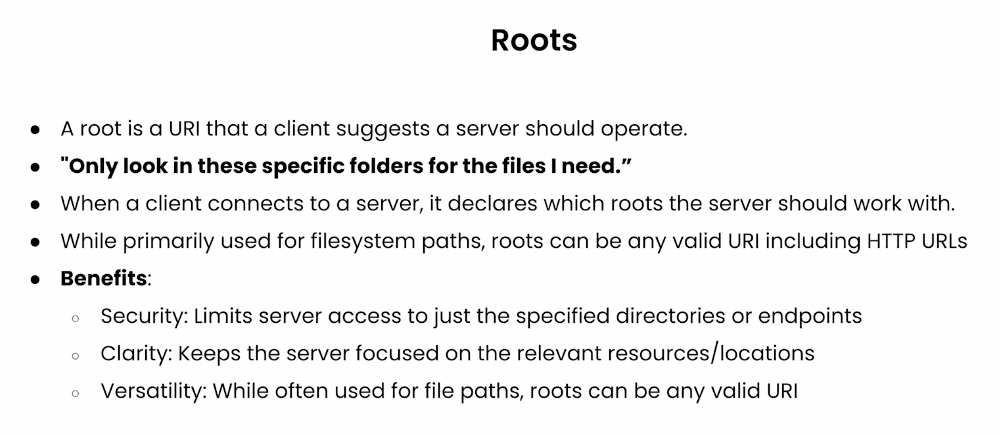 Roots
● A root is a URI that a client suggests a server should operate.
● "Only look in these specific folders for the files I need.”
● When a client connects to a server, it declares which roots the server should work with.
● While primarily used for filesystem paths, roots can be any valid URI including HTTP URLs
● Benefits:
○ Security: Limits server access to just the specified directories or endpoints
○ Clarity: Keeps the server focused on the relevant resources/locations
○ Versatility: While often used for file paths, roots can be any valid URI